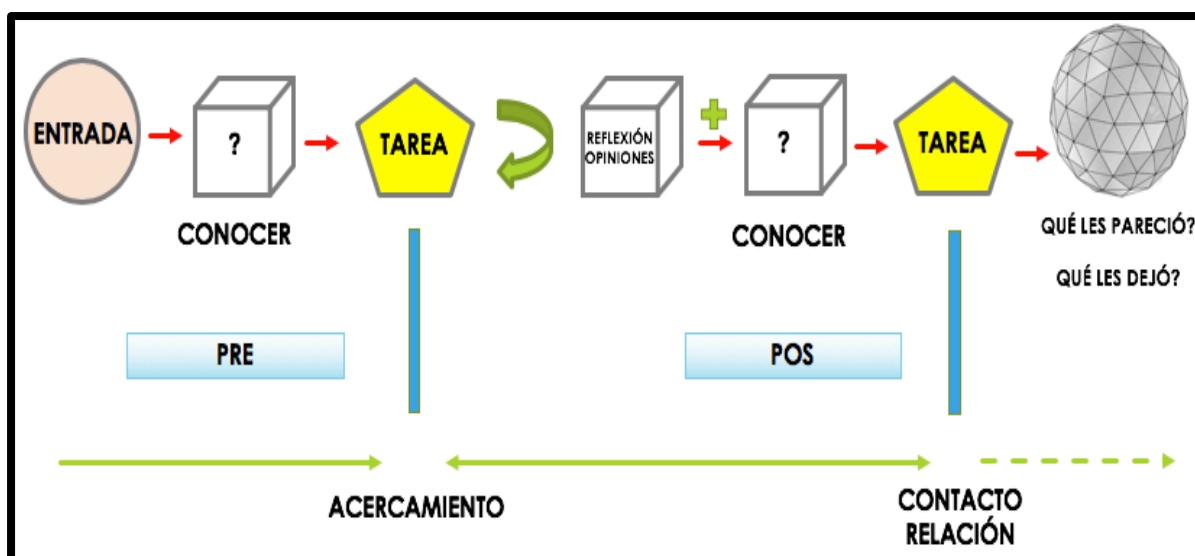 ENTRADA
?
TAREA
REFLEXIÓN
OPINIONES
?
TAREA
CONOCER
CONOCER
QUÉ LES PARECIÓ?
QUÉ LES DEJÓ?
PRE
POS
ACERCAMIENTO
CONTACTO
RELACIÓN